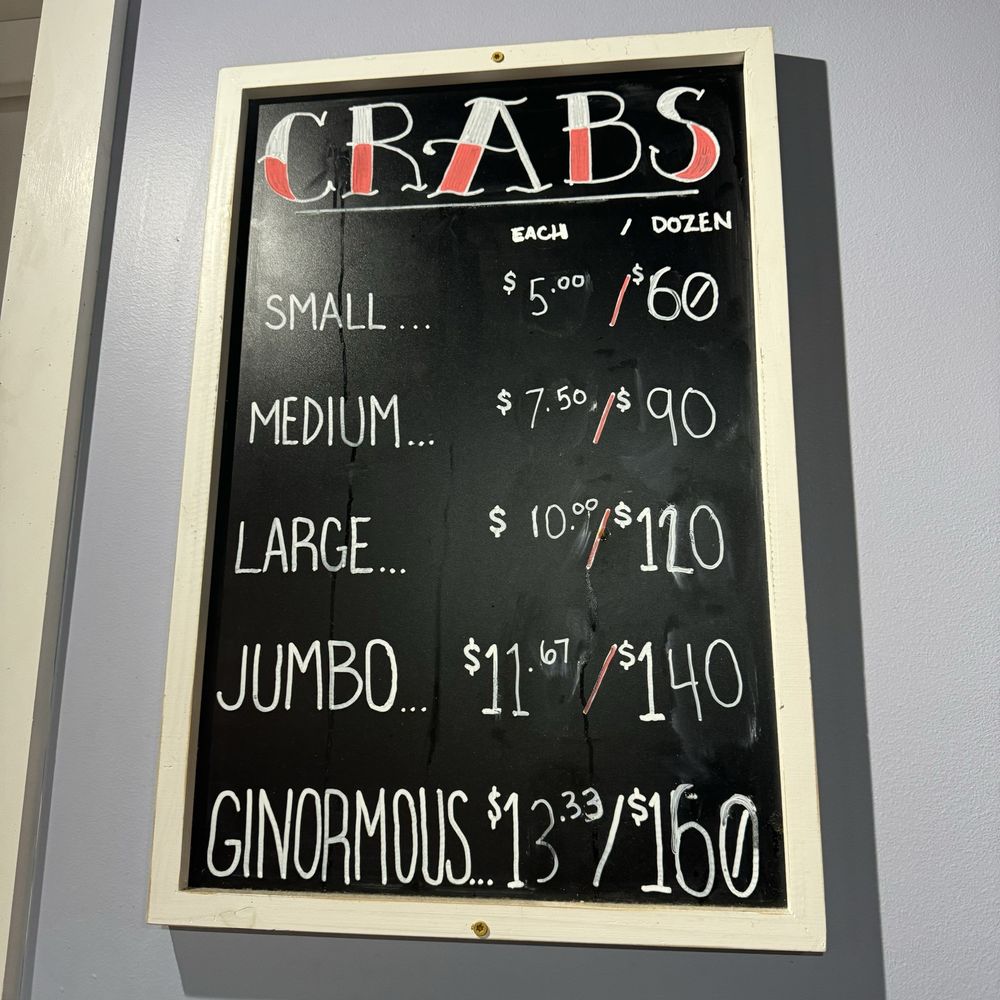 CRABS
EACH / DOZEN
SMALL ... $5.00 / $60
MEDIUM... $7.50 / $90
LARGE... $10.00 / $120
JUMBO... $11.67 / $140
GINORMOUS... $13.33 / $160